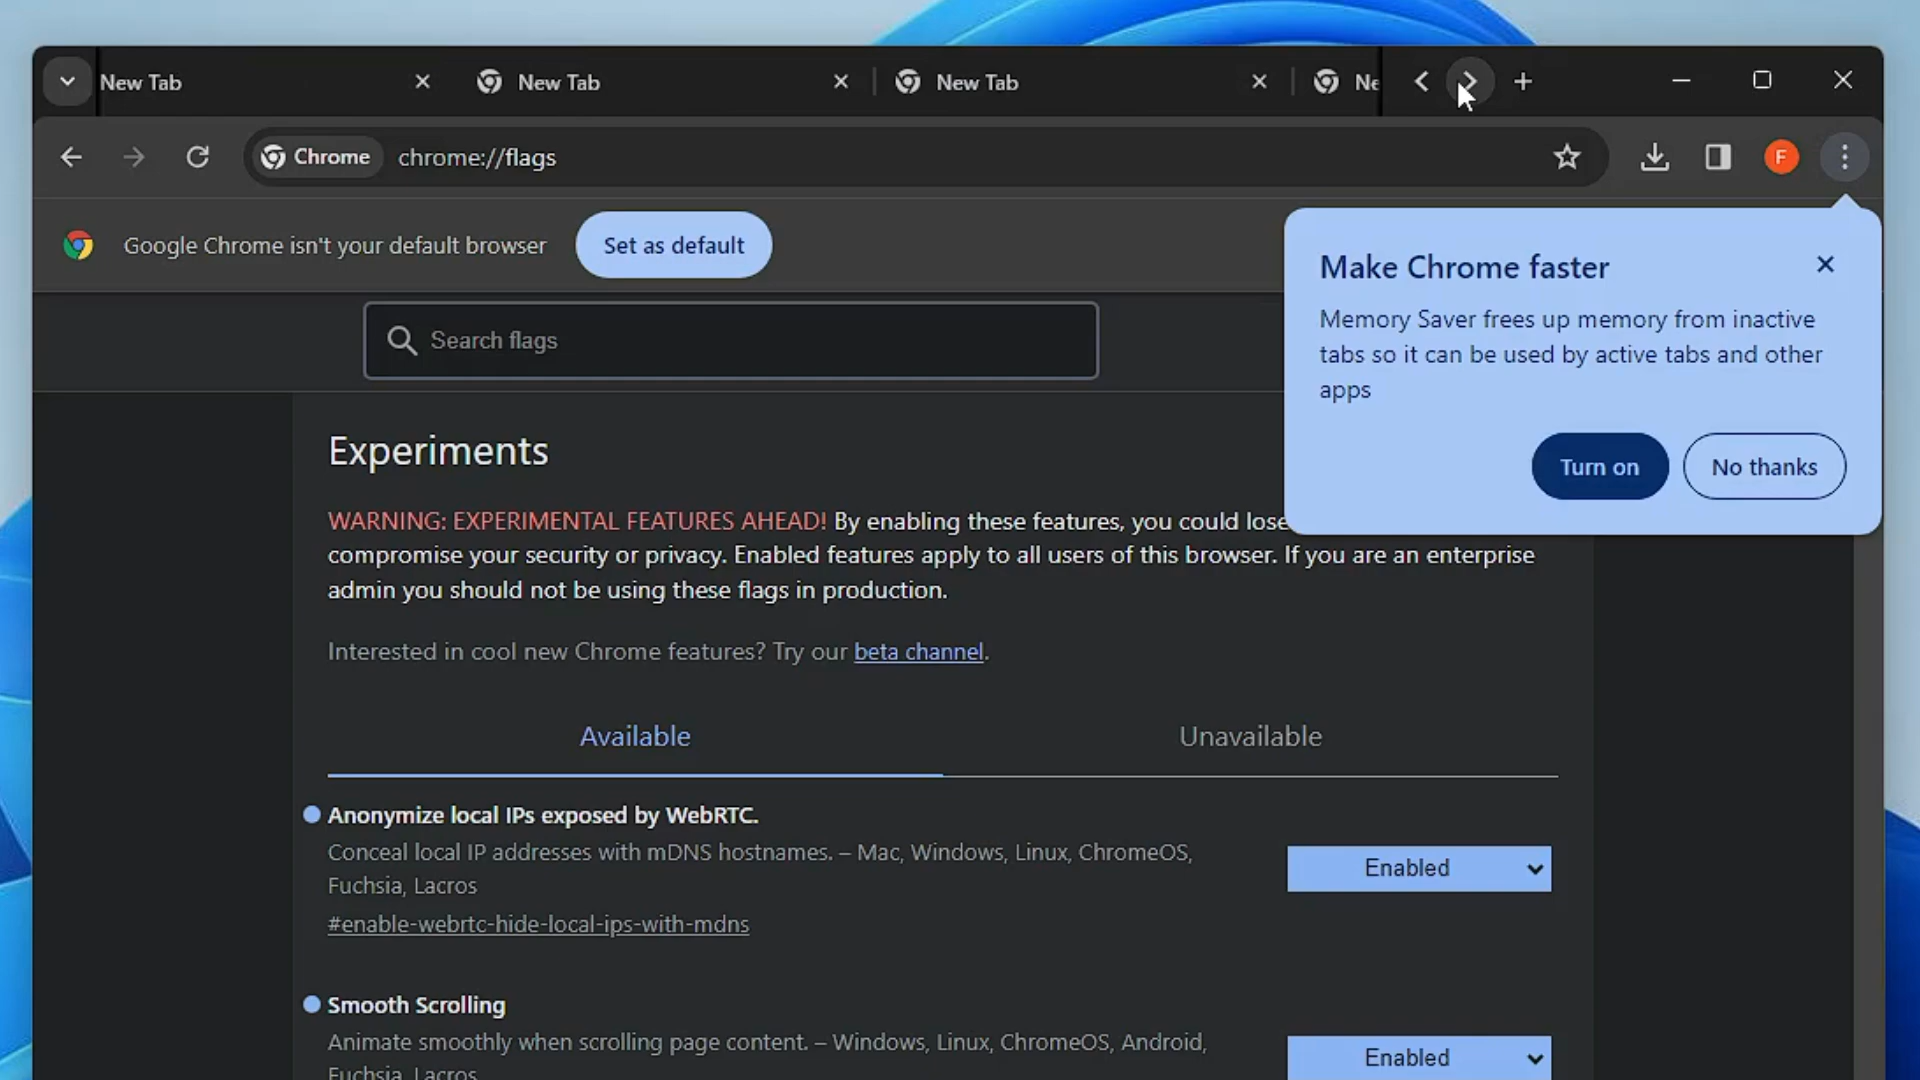 New Tab
New Tab
New Tab
Ne
Chrome
chrome://flags
F
Google Chrome isn't your default browser
Set as default
Make Chrome faster
Memory Saver frees up memory from inactive
tabs so it can be used by active tabs and other
apps
Turn on
No thanks
Search flags
Experiments
WARNING: EXPERIMENTAL FEATURES AHEAD! By enabling these features, you could lose
compromise your security or privacy. Enabled features apply to all users of this browser. If you are an enterprise
admin you should not be using these flags in production.
Interested in cool new Chrome features? Try our beta channel.
Available
Unavailable
Anonymize local IPs exposed by WebRTC.
Conceal local IP addresses with mDNS hostnames. – Mac, Windows, Linux, ChromeOS,
Fuchsia, Lacros
Enabled
#enable-webrtc-hide-local-ips-with-mdns
Smooth Scrolling
Animate smoothly when scrolling page content. – Windows, Linux, ChromeOS, Android,
Fuchsia, Lacros
Enabled